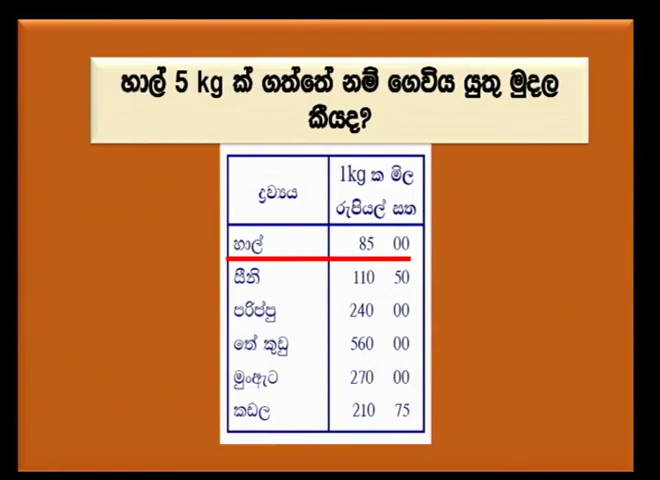 හාල් 5 kg ක් ගත්තේ නම් ගෙවිය යුතු මුදල
කීයද?
ද්‍රව්‍යය 1kg ක මිල
රුපියල් සත
හාල් 85 00
සීනි 110 50
පරිප්පු 240 00
තේ කුඩු 560 00
මුංඇට 270 00
කඩල 210 75